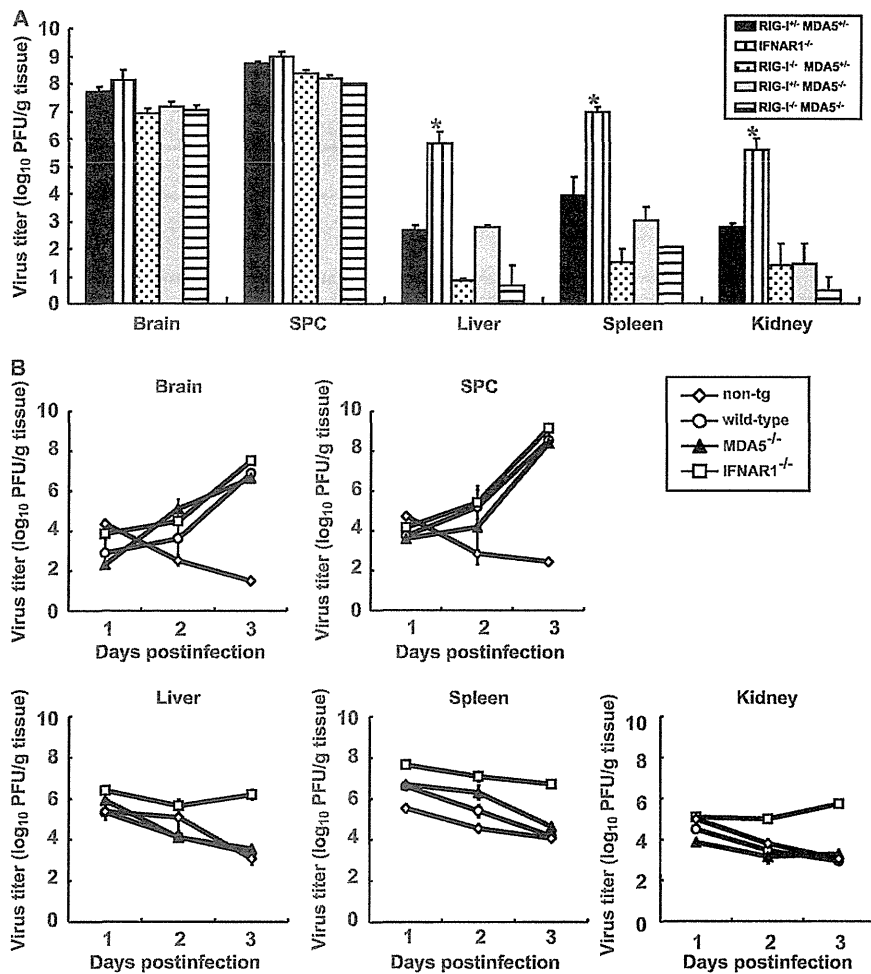 A
Virus titer (log10 PFU/g tissue)
10
9
8
7
6
5
4
3
2
1
0
*
*
*
RIG-I+/- MDA5+/-
IFNAR1-/-
RIG-I-/- MDA5+/-
RIG-I+/- MDA5-/-
RIG-I-/- MDA5-/-
Brain
SPC
Liver
Spleen
Kidney
B
Brain
Virus titer (log10 PFU/g tissue)
10
8
6
4
2
0
1 2 3
Days postinfection
SPC
Virus titer (log10 PFU/g tissue)
10
8
6
4
2
0
1 2 3
Days postinfection
non-tg
wild-type
MDA5-/-
IFNAR1-/-
Liver
Virus titer (log10 PFU/g tissue)
10
8
6
4
2
0
1 2 3
Days postinfection
Spleen
Virus titer (log10 PFU/g tissue)
10
8
6
4
2
0
1 2 3
Days postinfection
Kidney
Virus titer (log10 PFU/g tissue)
10
8
6
4
2
0
1 2 3
Days postinfection